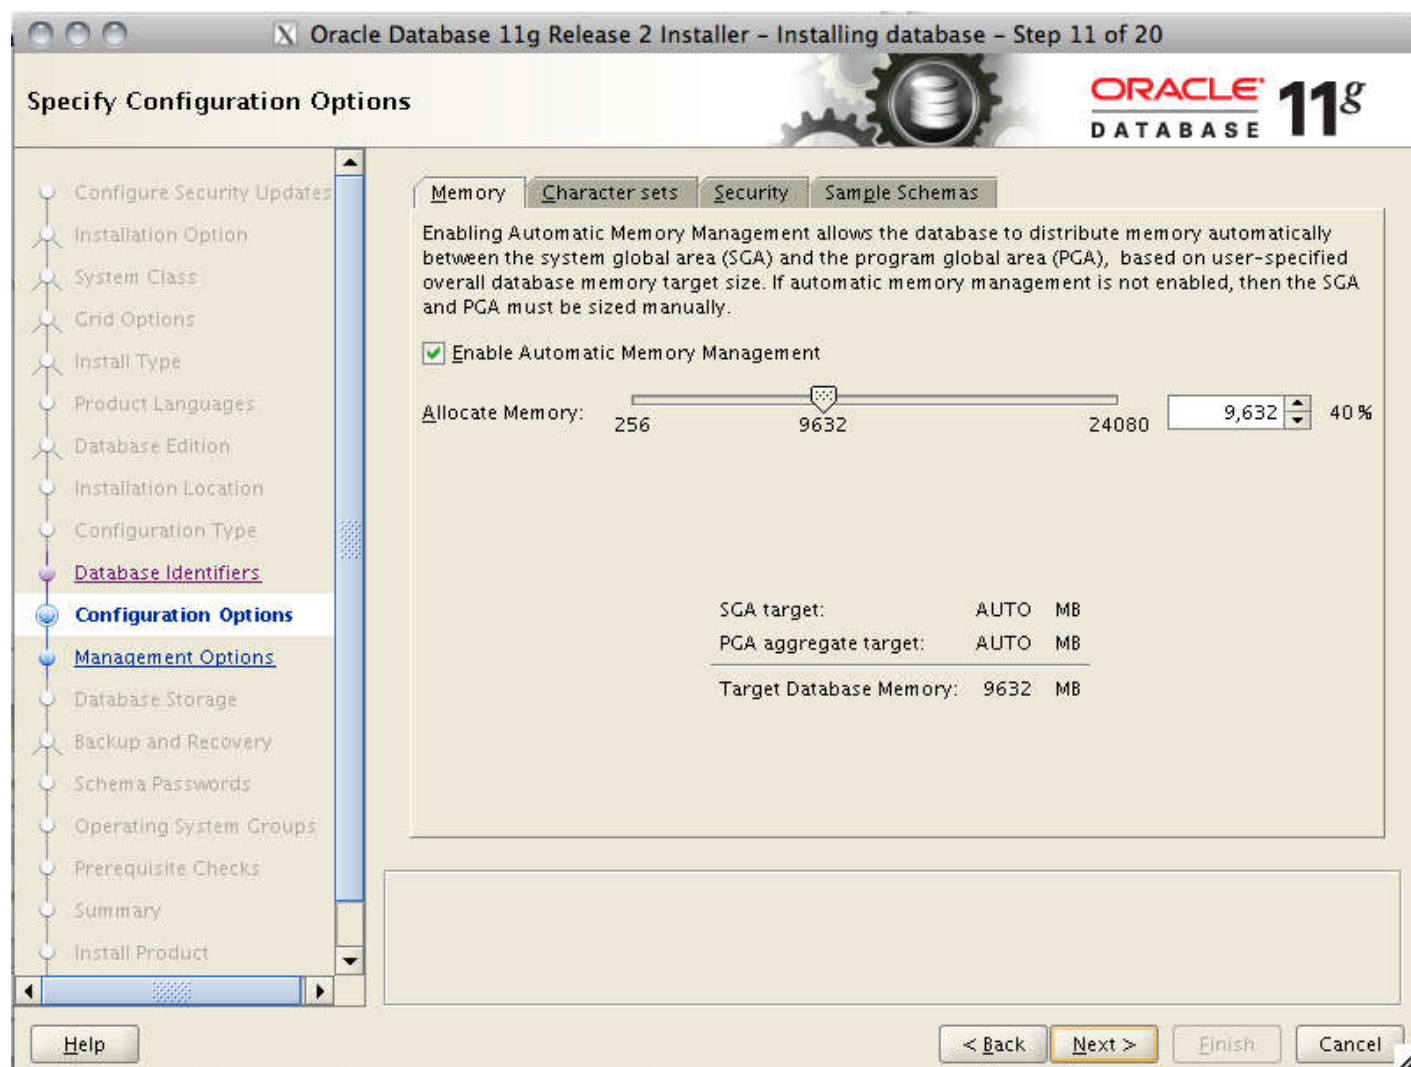 Oracle Database 11g Release 2 Installer – Installing database – Step 11 of 20
Specify Configuration Options
ORACLE
DATABASE
11g
Configure Security Updates
Installation Option
System Class
Grid Options
Install Type
Product Languages
Database Edition
Installation Location
Configuration Type
Database Identifiers
Configuration Options
Management Options
Database Storage
Backup and Recovery
Schema Passwords
Operating System Groups
Prerequisite Checks
Summary
Install Product
Memory Character sets Security Sample Schemas
Enabling Automatic Memory Management allows the database to distribute memory automatically
between the system global area (SGA) and the program global area (PGA), based on user-specified
overall database memory target size. If automatic memory management is not enabled, then the SGA
and PGA must be sized manually.
Enable Automatic Memory Management
Allocate Memory: 256 9632 24080 9,632 40 %
SGA target: AUTO MB
PGA aggregate target: AUTO MB
Target Database Memory: 9632 MB
Help < Back Next > Finish Cancel